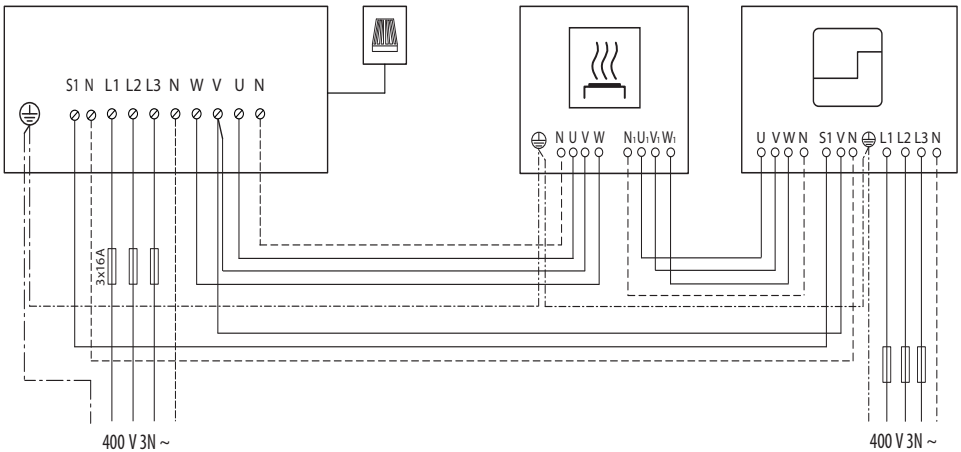 S1 N L1 L2 L3 N W V U N
N U V W
N1 U1 V1 W1
U V W N
S1 V N
L1 L2 L3 N
3x16A
400 V 3N ~
400 V 3N ~